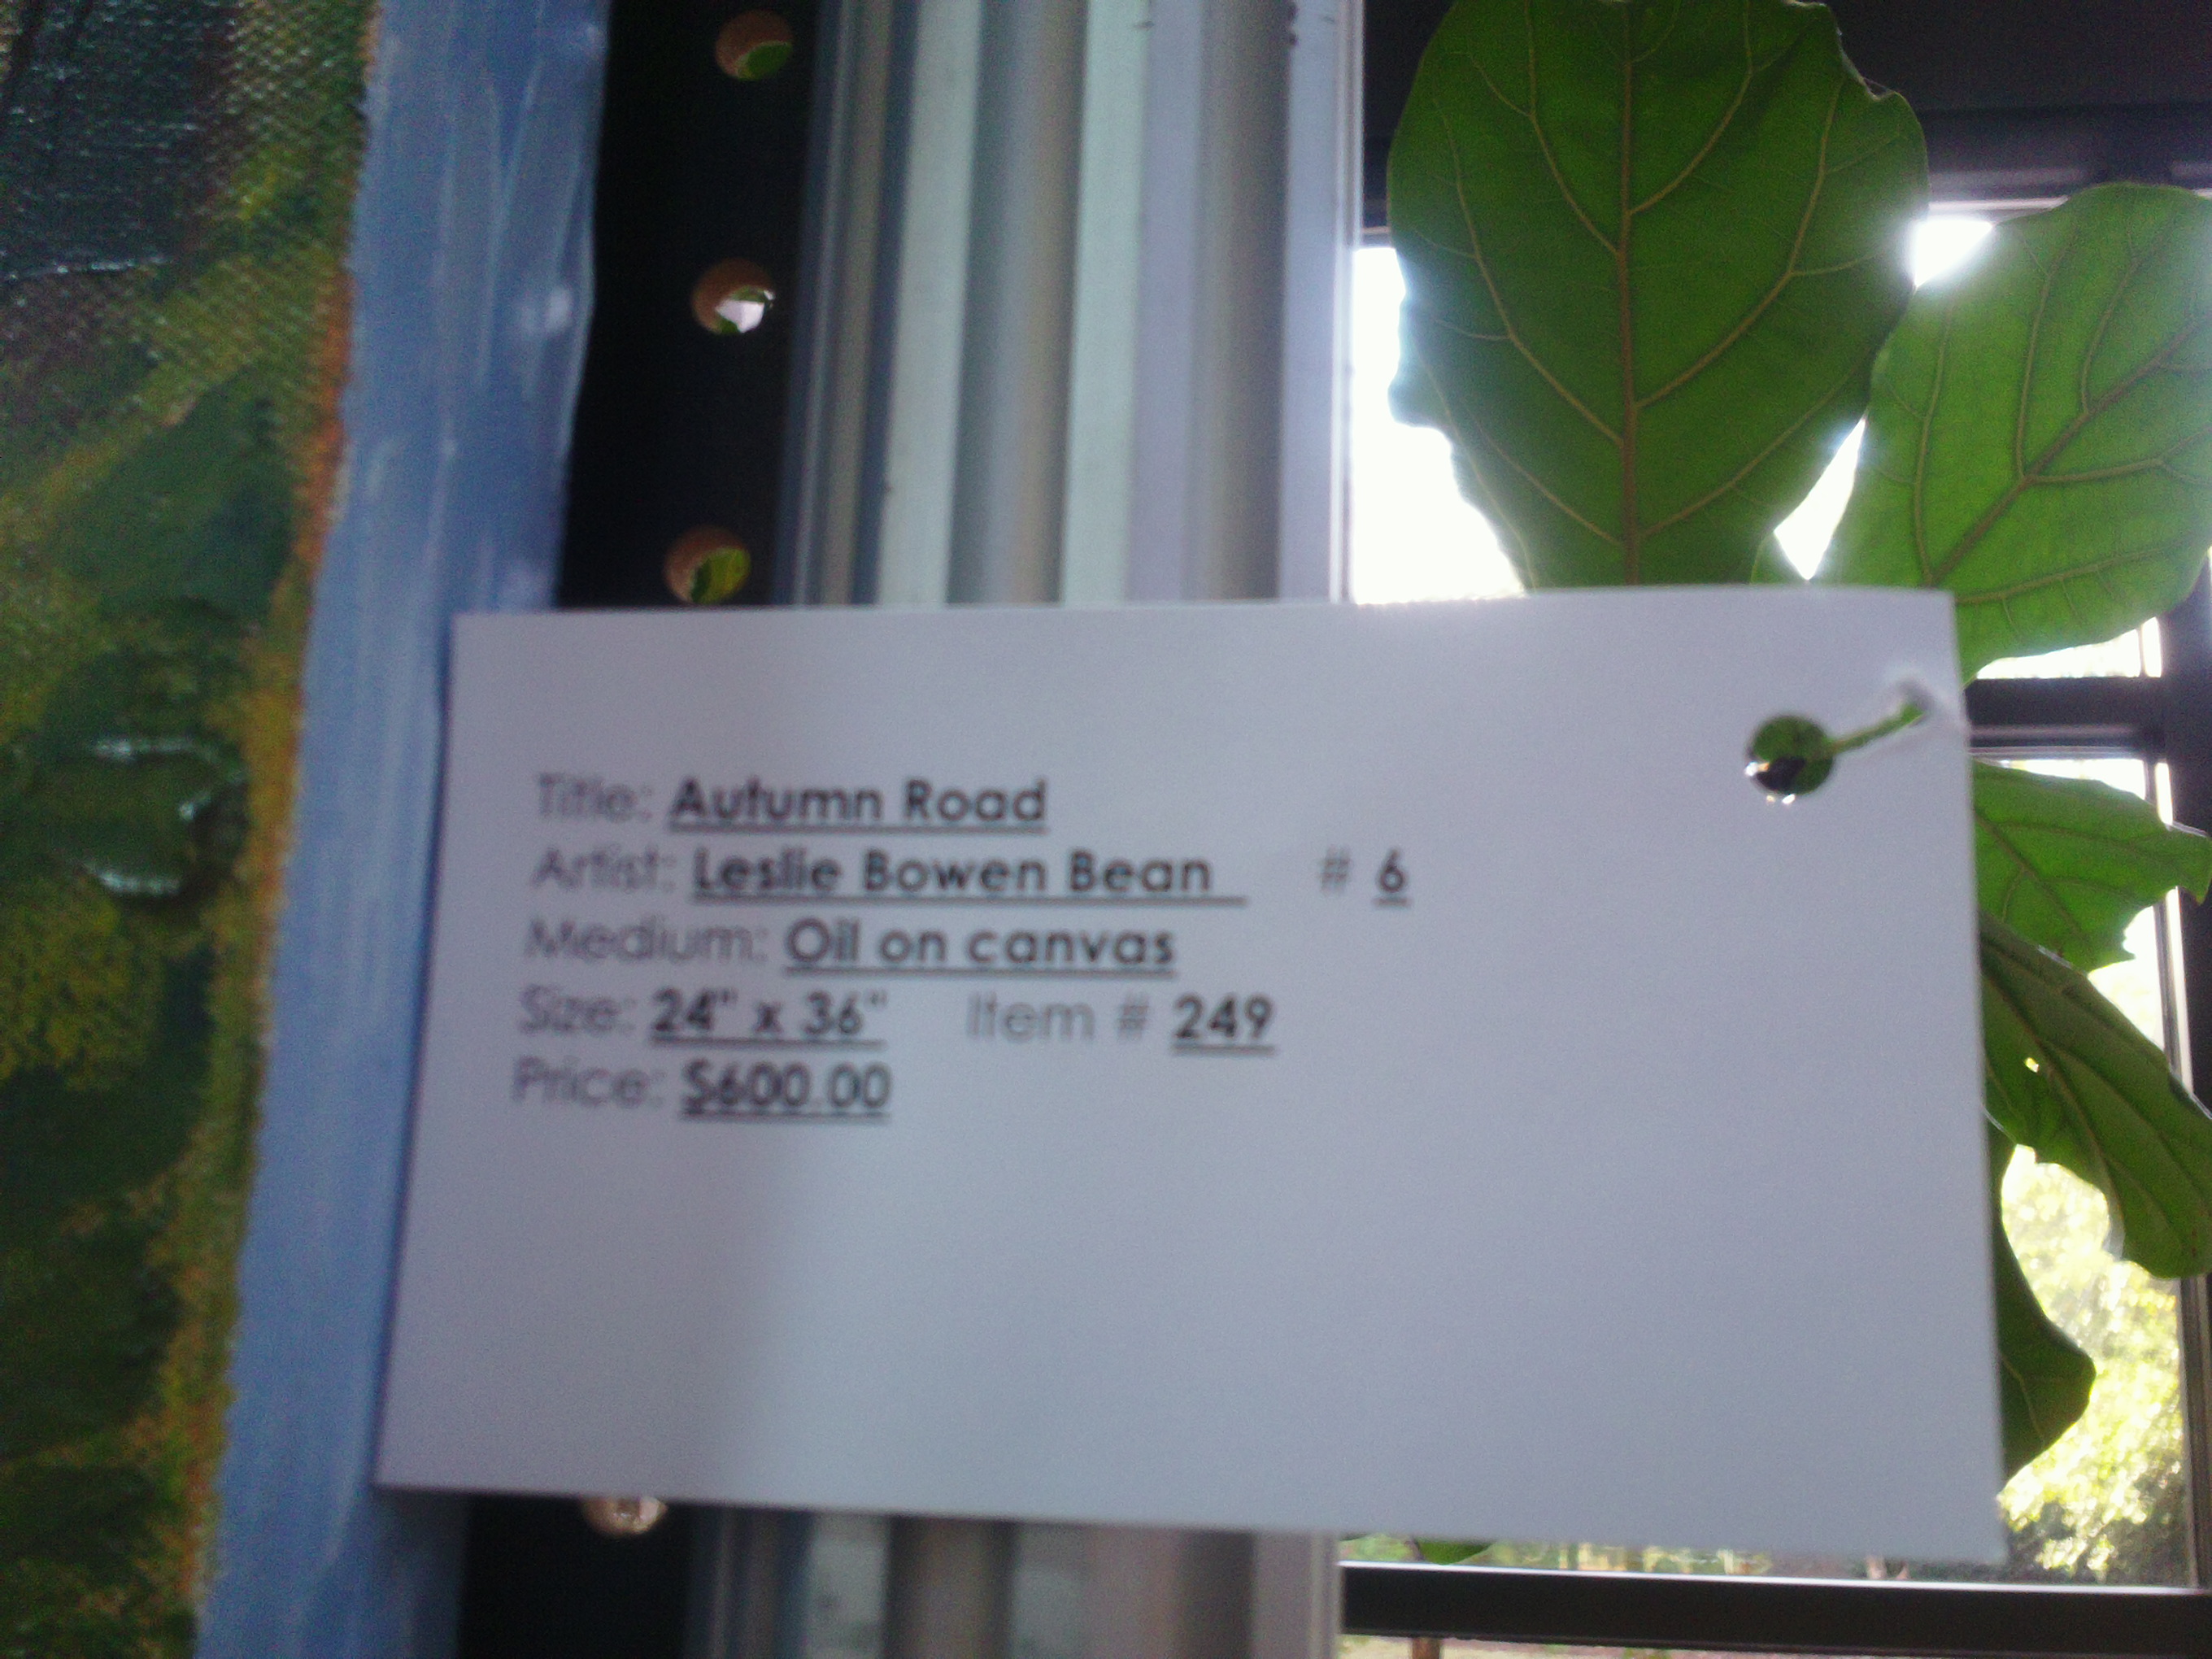 Title: Autumn Road
Artist: Leslie Bowen Bean # 6
Medium: Oil on canvas
Size: 24" x 36" Item # 249
Price: $600.00